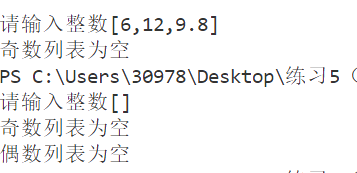 请输入整数[6,12,9.8]
奇数列表为空
PS C:\Users\30978\Desktop\练习5
请输入整数[]
奇数列表为空
偶数列表为空